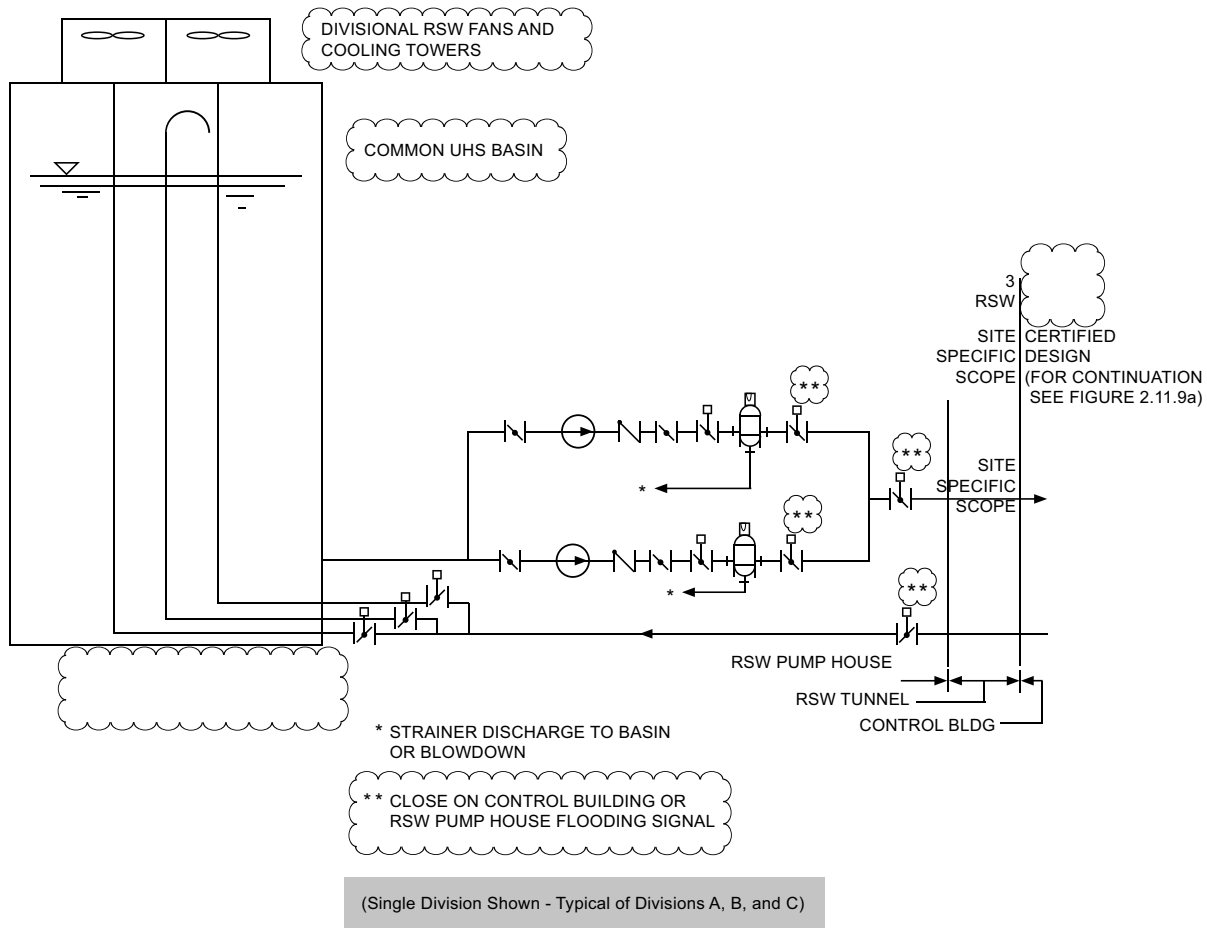 DIVISIONAL RSW FANS AND
COOLING TOWERS
COMMON UHS BASIN
3
RSW
SITE
SPECIFIC
SCOPE
CERTIFIED
DESIGN
(FOR CONTINUATION
SEE FIGURE 2.11.9a)
**
**
SITE
SPECIFIC
SCOPE
*
**
*
**
RSW PUMP HOUSE
RSW TUNNEL
CONTROL BLDG
* STRAINER DISCHARGE TO BASIN
OR BLOWDOWN
** CLOSE ON CONTROL BUILDING OR
RSW PUMP HOUSE FLOODING SIGNAL
(Single Division Shown - Typical of Divisions A, B, and C)